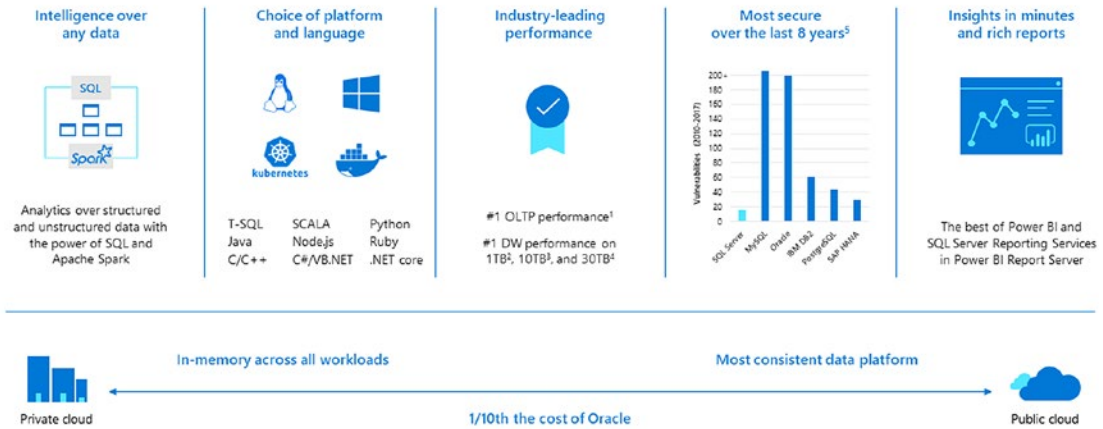 Intelligence over
any data
SQL
Spark
Analytics over structured
and unstructured data with
the power of SQL and
Apache Spark
Choice of platform
and language
kubernetes
T-SQL SCALA Python
Java Node.js Ruby
C/C++ C#/VB.NET .NET core
Industry-leading
performance
#1 OLTP performance¹
#1 DW performance on
1TB², 10TB³, and 30TB⁴
Most secure
over the last 8 years⁵
Vulnerabilities (2010-2017)
200+
180
160
140
120
100
80
60
40
20
0
SQL Server
MySQL
Oracle
IBM DB2
PostgreSQL
SAP HANA
Insights in minutes
and rich reports
The best of Power BI and
SQL Server Reporting Services
in Power BI Report Server
In-memory across all workloads
Most consistent data platform
Private cloud
1/10th the cost of Oracle
Public cloud